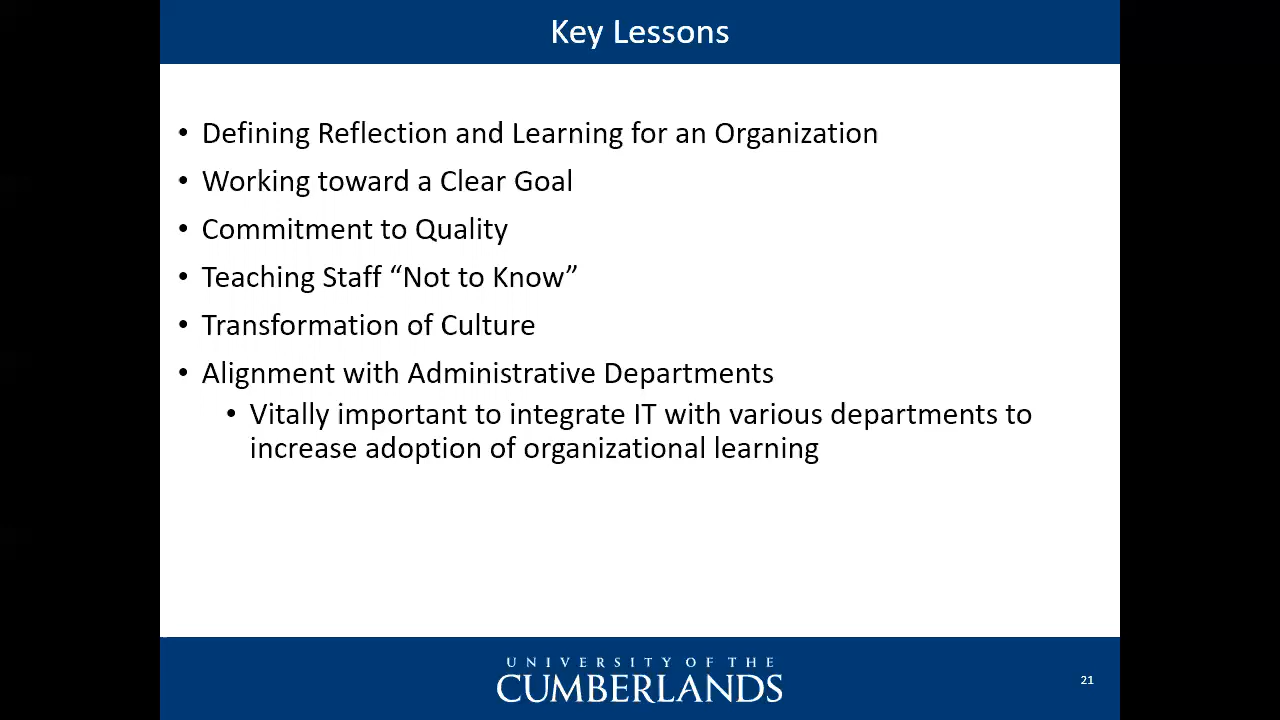 Key Lessons
• Defining Reflection and Learning for an Organization
• Working toward a Clear Goal
• Commitment to Quality
• Teaching Staff “Not to Know”
• Transformation of Culture
• Alignment with Administrative Departments
• Vitally important to integrate IT with various departments to
increase adoption of organizational learning
UNIVERSITY OF THE
CUMBERLANDS
21